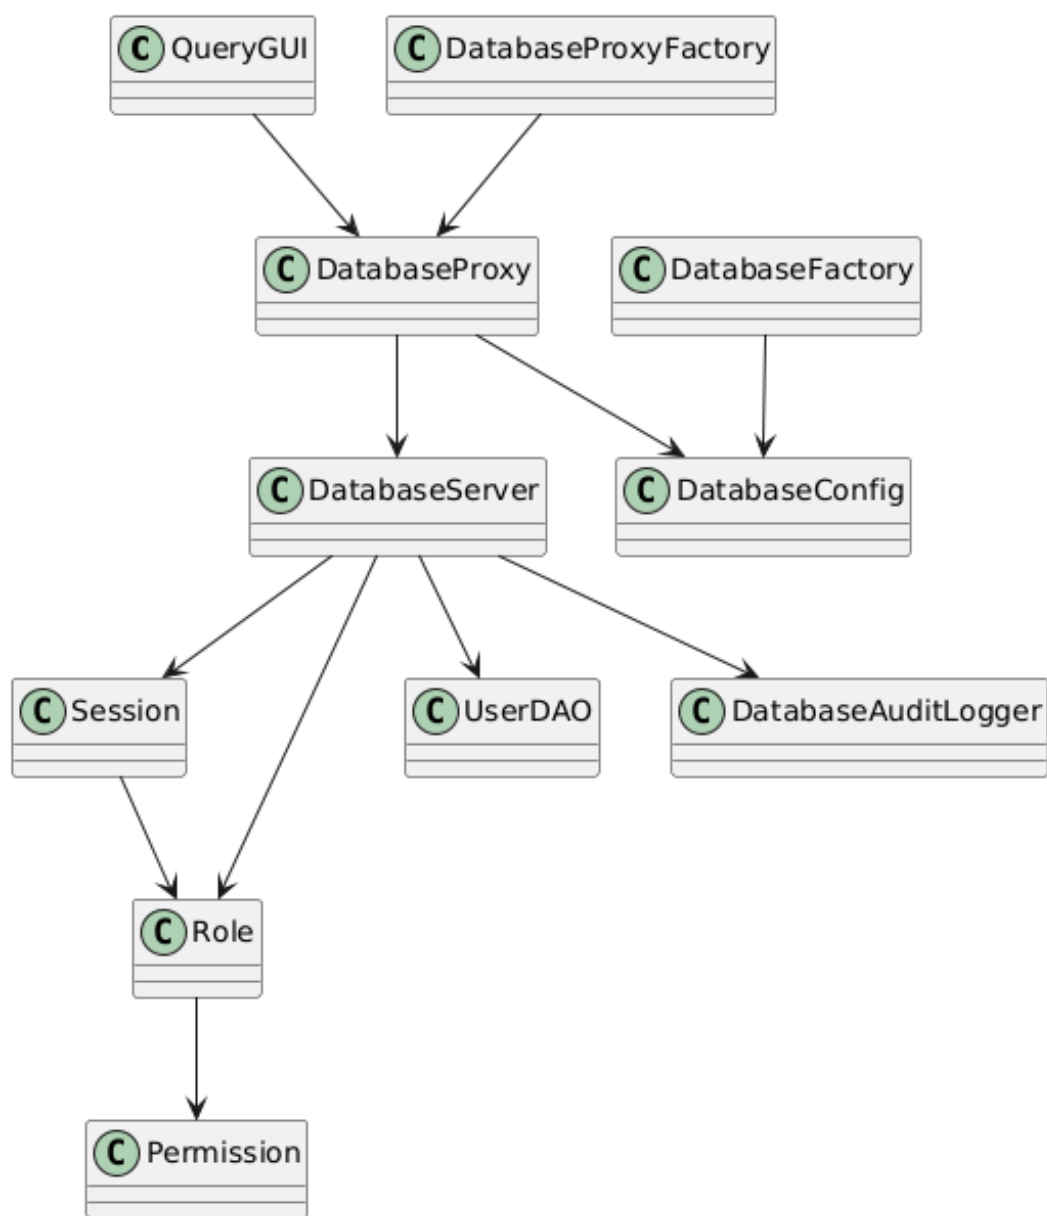 C QueryGUI
C DatabaseProxyFactory
C DatabaseProxy
C DatabaseFactory
C DatabaseServer
C DatabaseConfig
C Session
C UserDAO
C DatabaseAuditLogger
C Role
C Permission